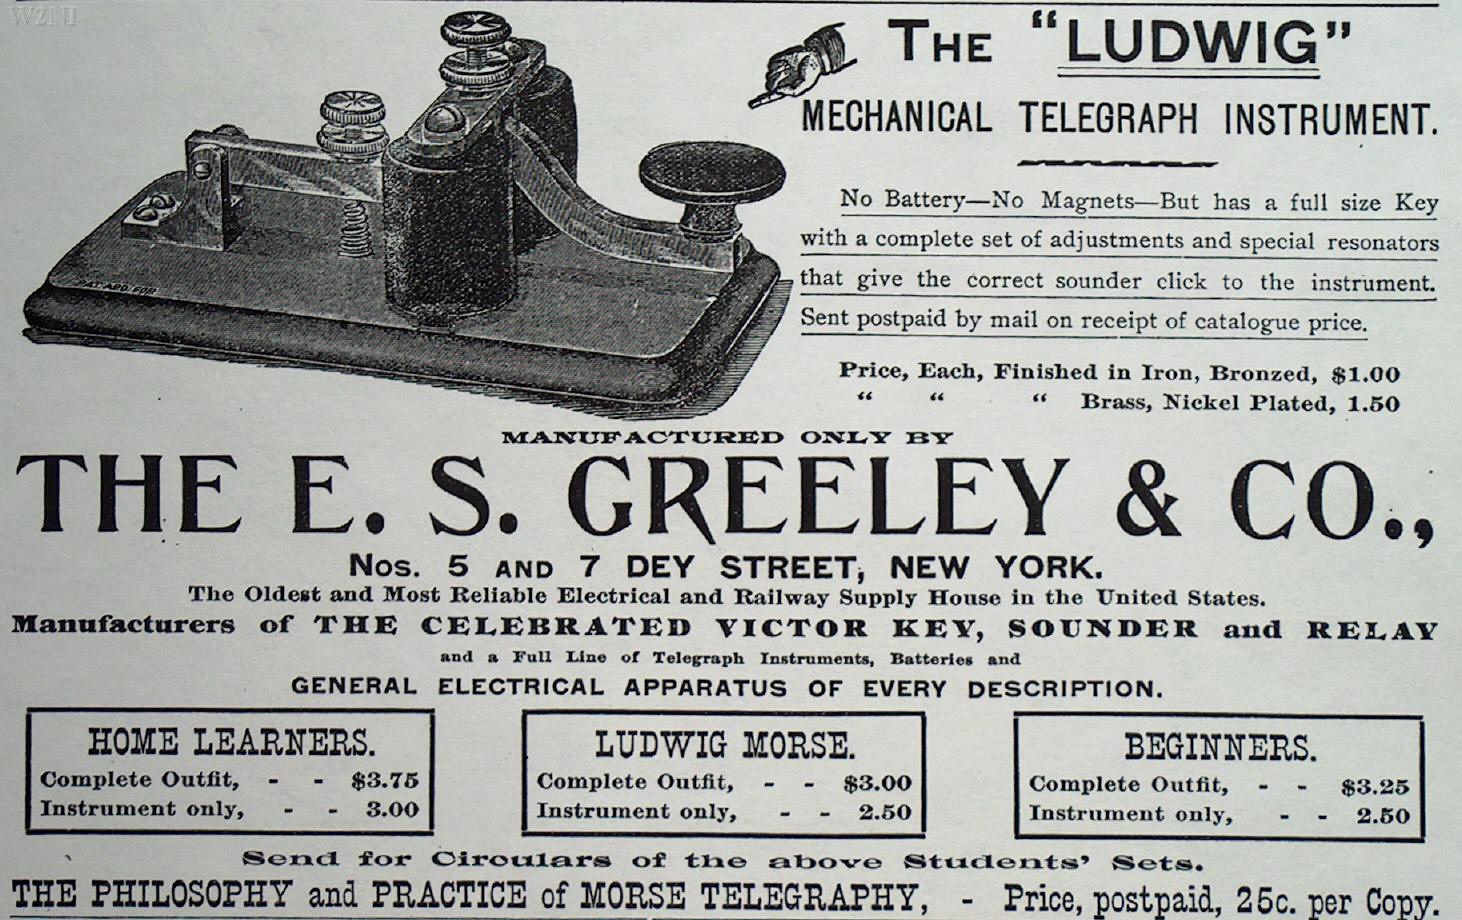 W2HI
THE "LUDWIG"
MECHANICAL TELEGRAPH INSTRUMENT.
No Battery—No Magnets—But has a full size Key
with a complete set of adjustments and special resonators
that give the correct sounder click to the instrument.
Sent postpaid by mail on receipt of catalogue price.
Price, Each, Finished in Iron, Bronzed, $1.00
“ “ “ Brass, Nickel Plated, 1.50
PAT. APD. FOR
MANUFACTURED ONLY BY
THE E. S. GREELEY & CO.,
Nos. 5 AND 7 DEY STREET, NEW YORK.
The Oldest and Most Reliable Electrical and Railway Supply House in the United States.
Manufacturers of THE CELEBRATED VICTOR KEY, SOUNDER and RELAY
and a Full Line of Telegraph Instruments, Batteries and
GENERAL ELECTRICAL APPARATUS OF EVERY DESCRIPTION.
HOME LEARNERS.
Complete Outfit, - - $3.75
Instrument only, - - 3.00
LUDWIG MORSE.
Complete Outfit, - - $3.00
Instrument only, - - 2.50
BEGINNERS.
Complete Outfit, - - $3.25
Instrument only, - - 2.50
Send for Circulars of the above Students' Sets.
THE PHILOSOPHY and PRACTICE of MORSE TELEGRAPHY, - Price, postpaid, 25c. per Copy.